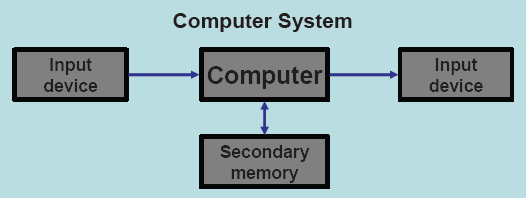 Computer System
Input
device
Computer
Input
device
Secondary
memory